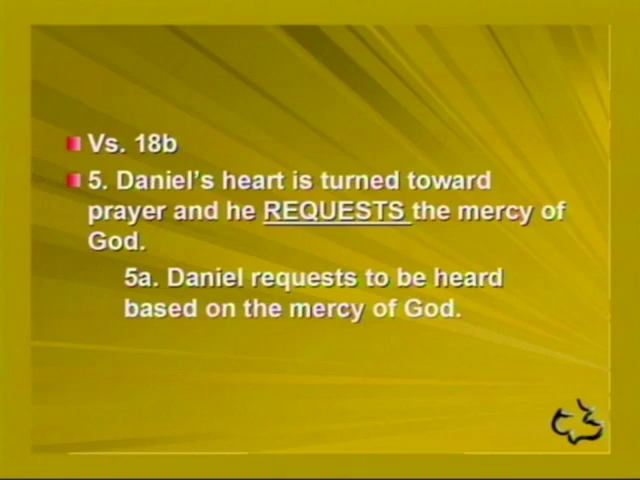 Vs. 18b
5. Daniel's heart is turned toward
prayer and he REQUESTS the mercy of
God.
5a. Daniel requests to be heard
based on the mercy of God.